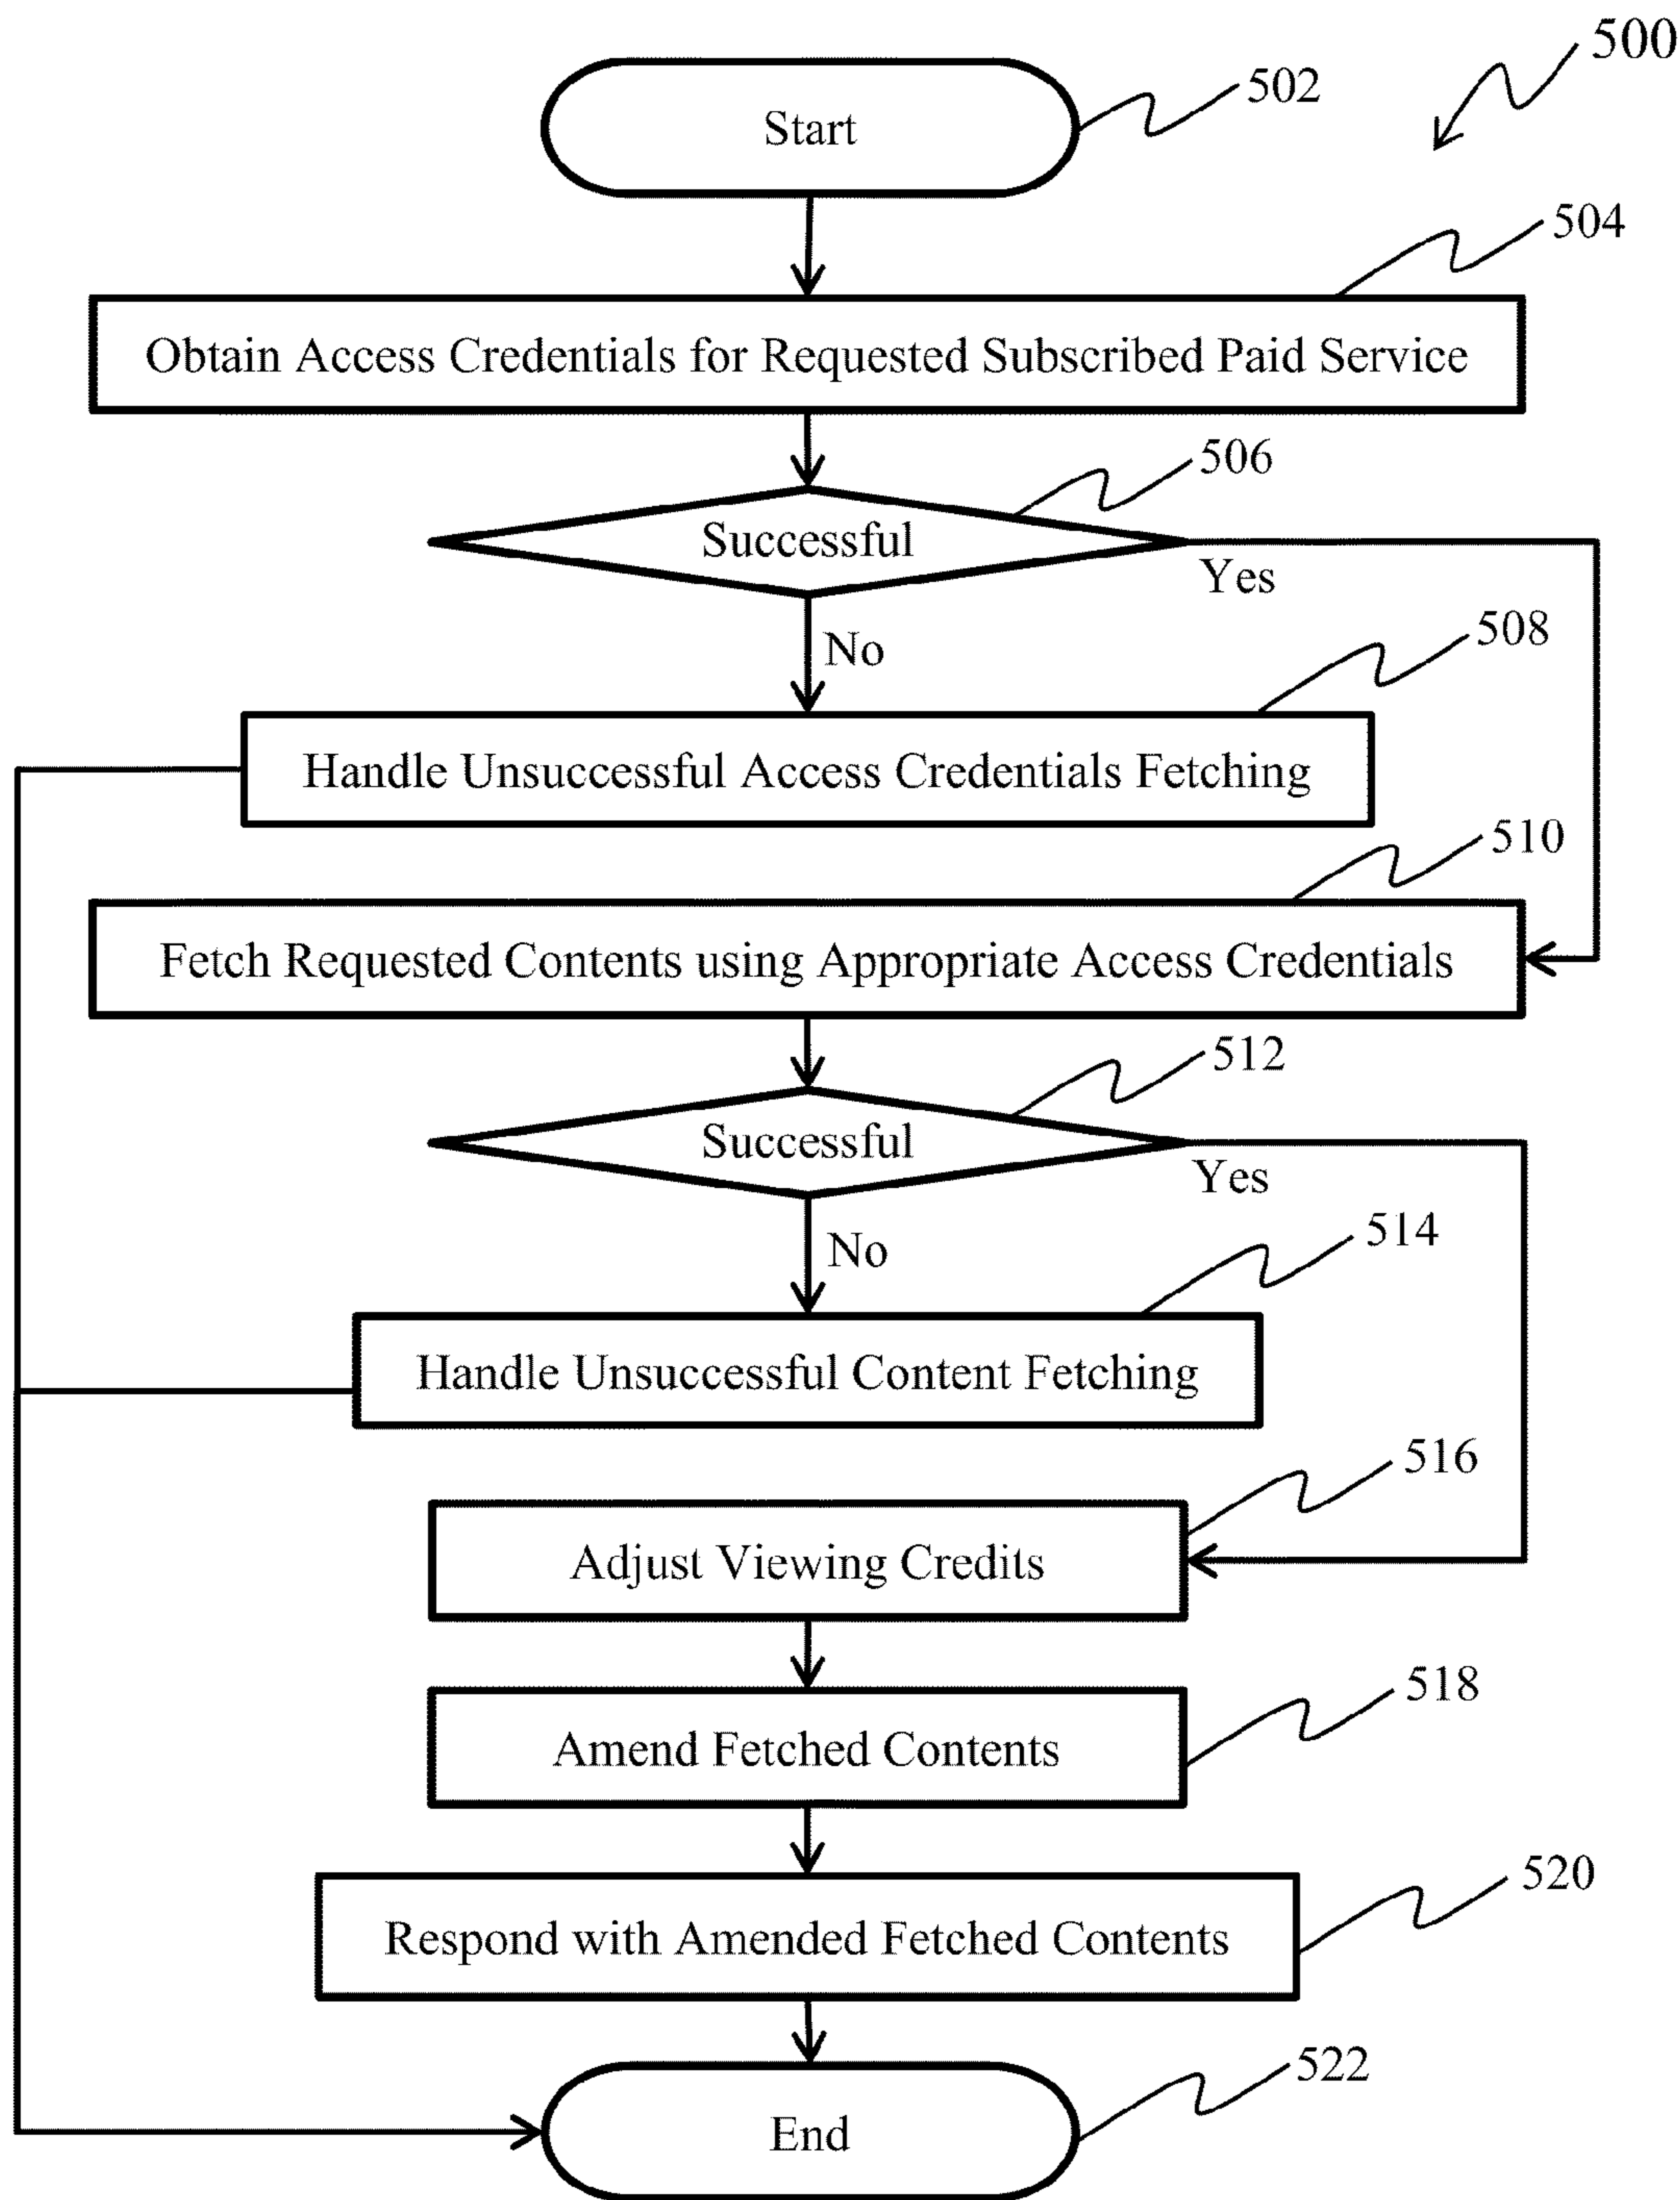 500
Start
502
504
Obtain Access Credentials for Requested Subscribed Paid Service
506
Successful
Yes
No
508
Handle Unsuccessful Access Credentials Fetching
510
Fetch Requested Contents using Appropriate Access Credentials
512
Successful
Yes
No
514
Handle Unsuccessful Content Fetching
516
Adjust Viewing Credits
518
Amend Fetched Contents
520
Respond with Amended Fetched Contents
522
End